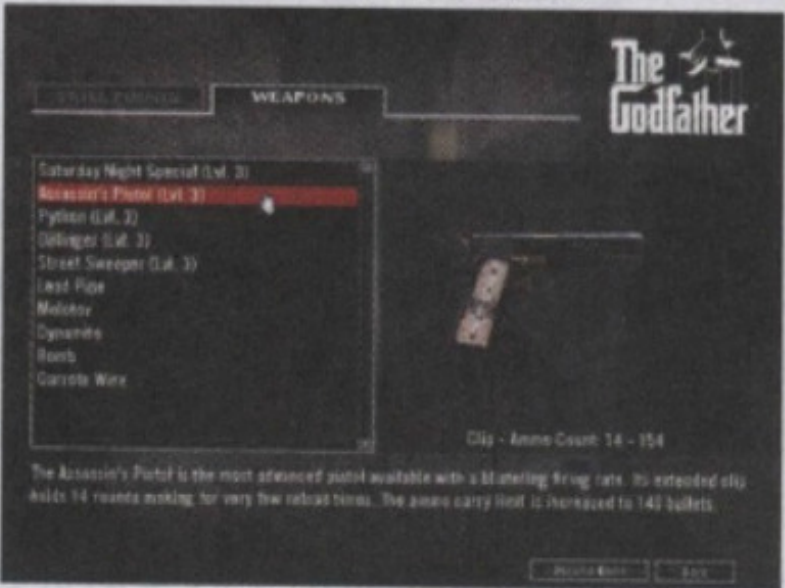 The Godfather
WEAPONS
Saturday Night Special (Lvl. 3)
Assassin's Pistol (Lvl. 3)
Python (Lvl. 3)
Dillinger (Lvl. 3)
Street Sweeper (Lvl. 3)
Lead Pipe
Molotov
Dynamite
Bomb
Garrote Wire
Clip - Ammo Count: 14 - 154
The Assassin's Pistol is the most advanced pistol available with a blistering firing rate. Its extended clip
holds 14 rounds making for very few reload times. The ammo carry limit is increased to 140 bullets.